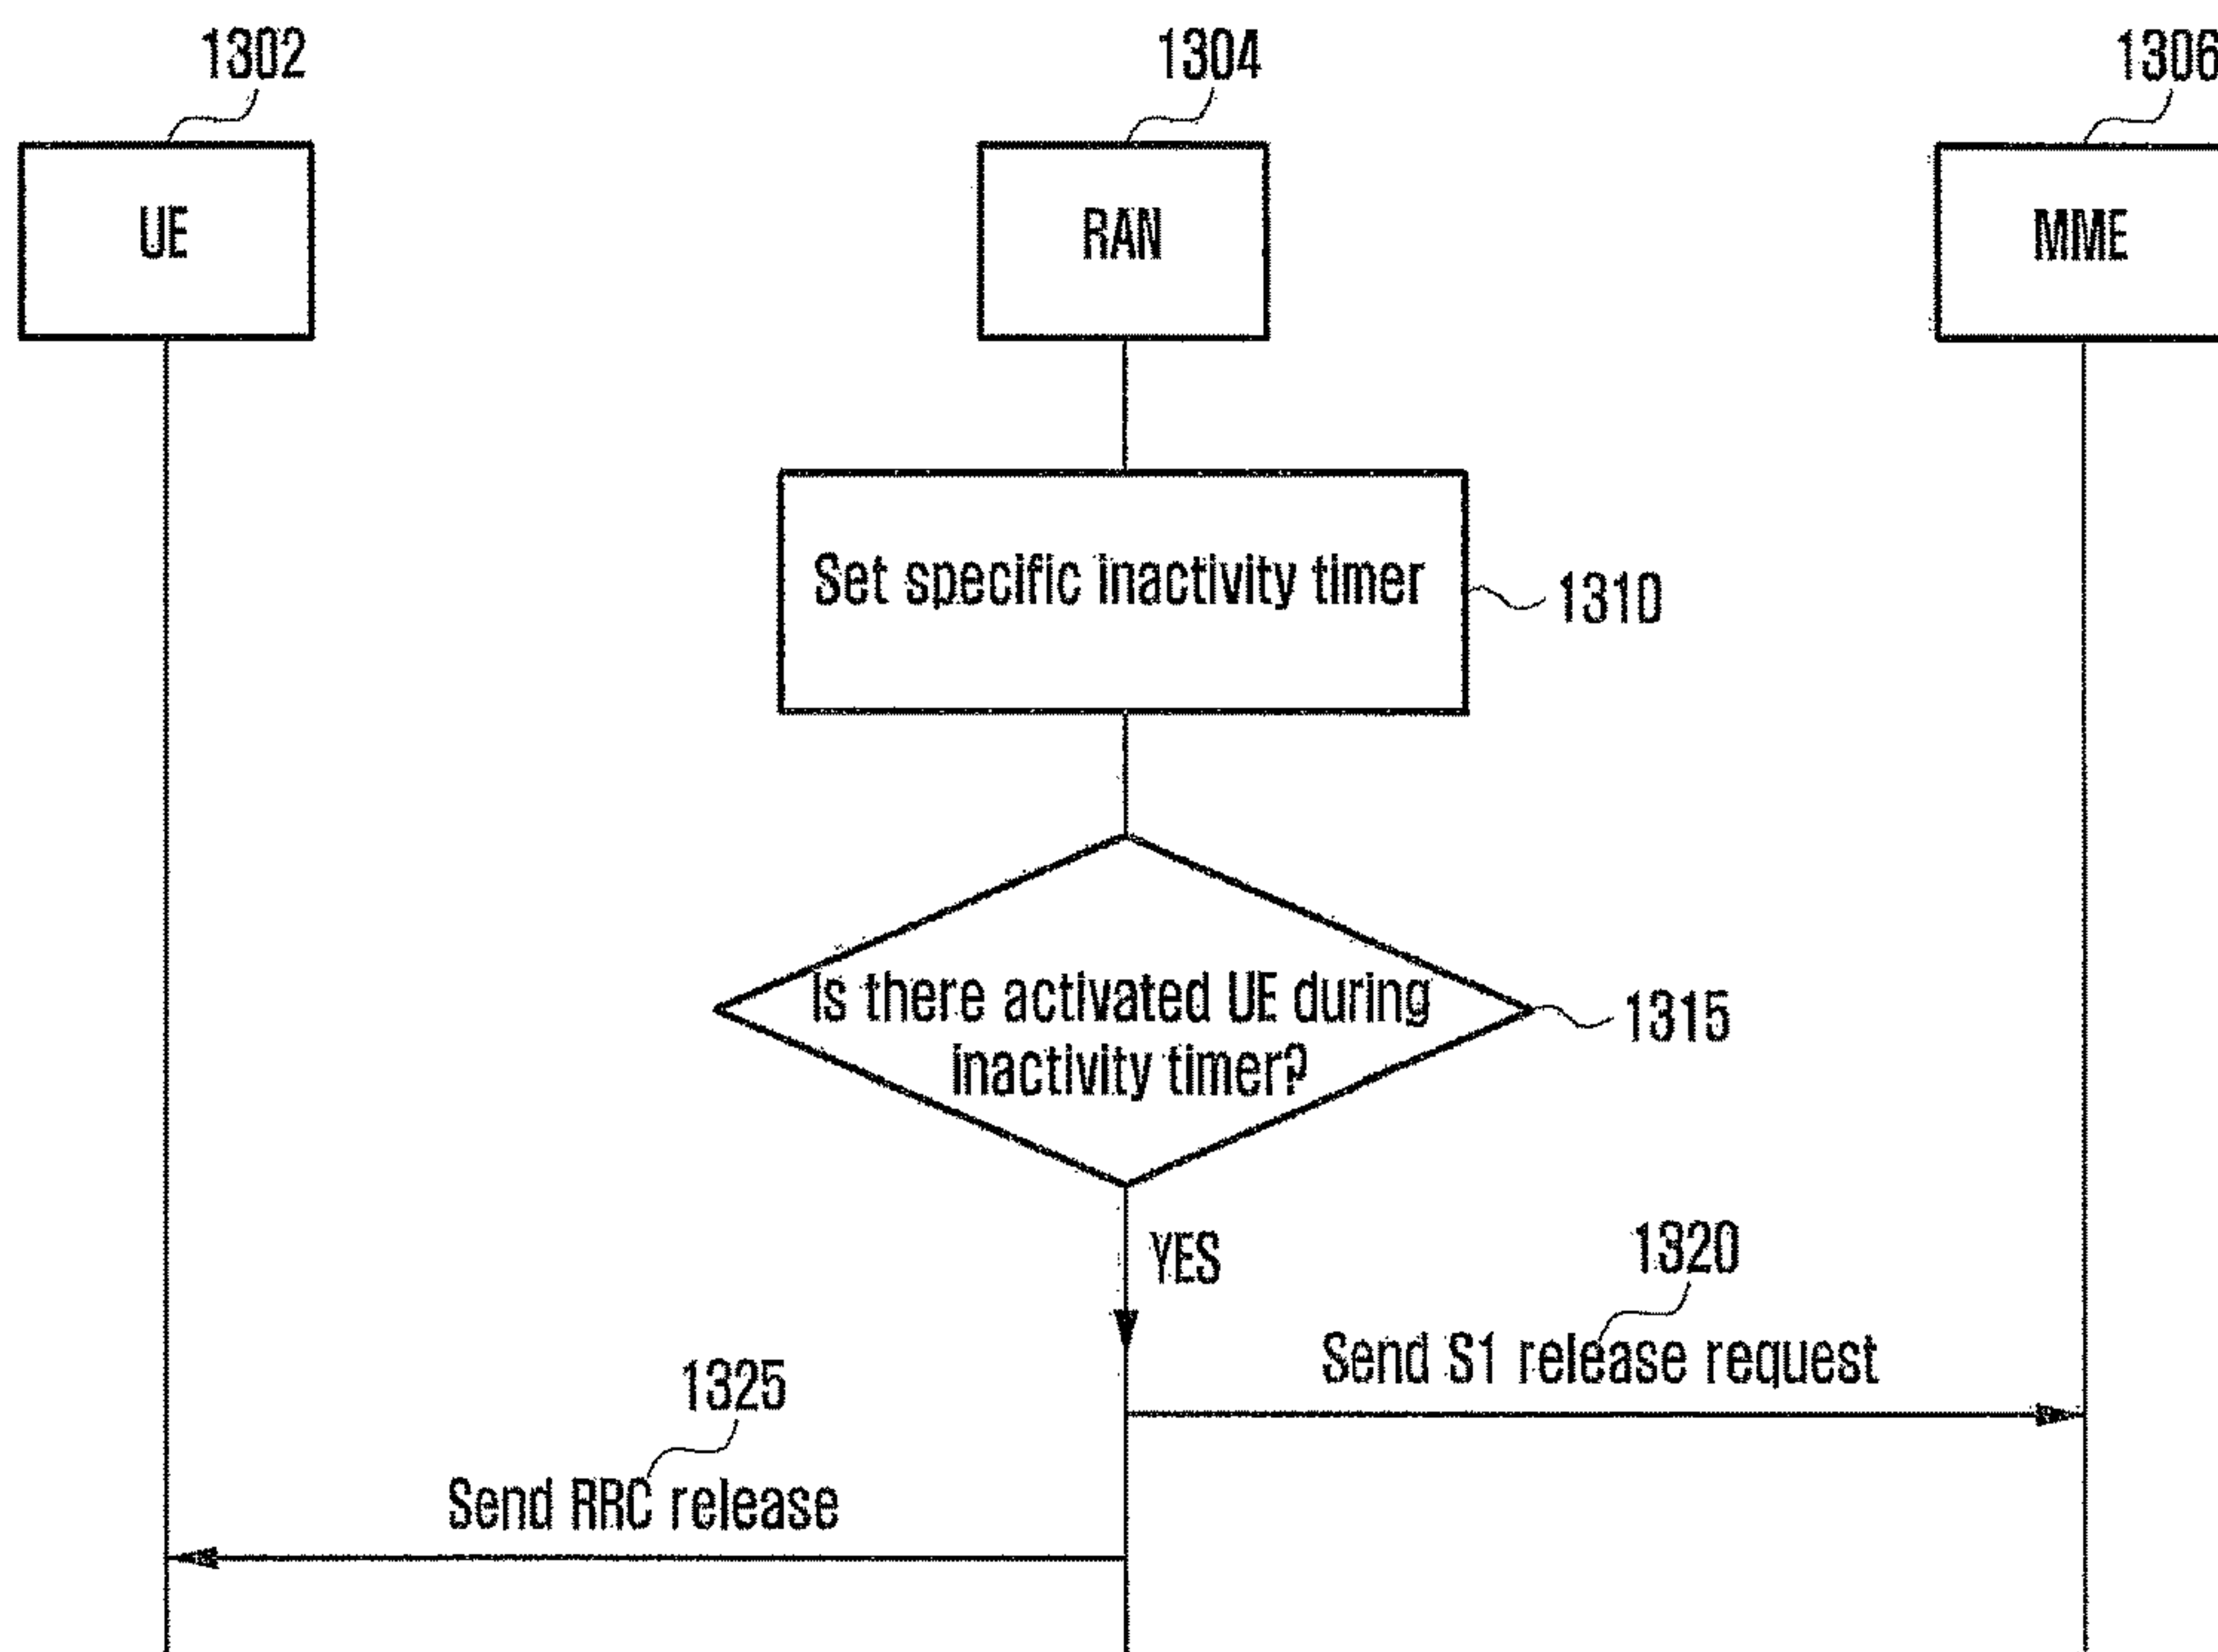 1302
1304
1306
UE
RAN
MME
Set specific inactivity timer
1310
Is there activated UE during
inactivity timer?
1315
YES
1320
Send S1 release request
1325
Send RRC release